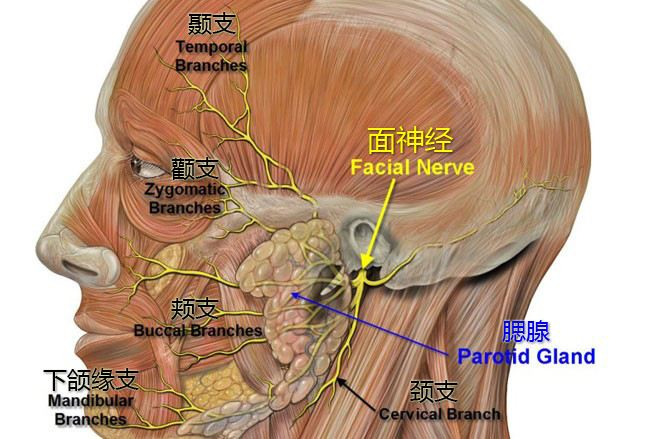 颞支
Temporal
Branches
面神经
Facial Nerve
颧支
Zygomatic
Branches
颊支
Buccal Branches
腮腺
Parotid Gland
下颌缘支
Mandibular
Branches
颈支
Cervical Branch